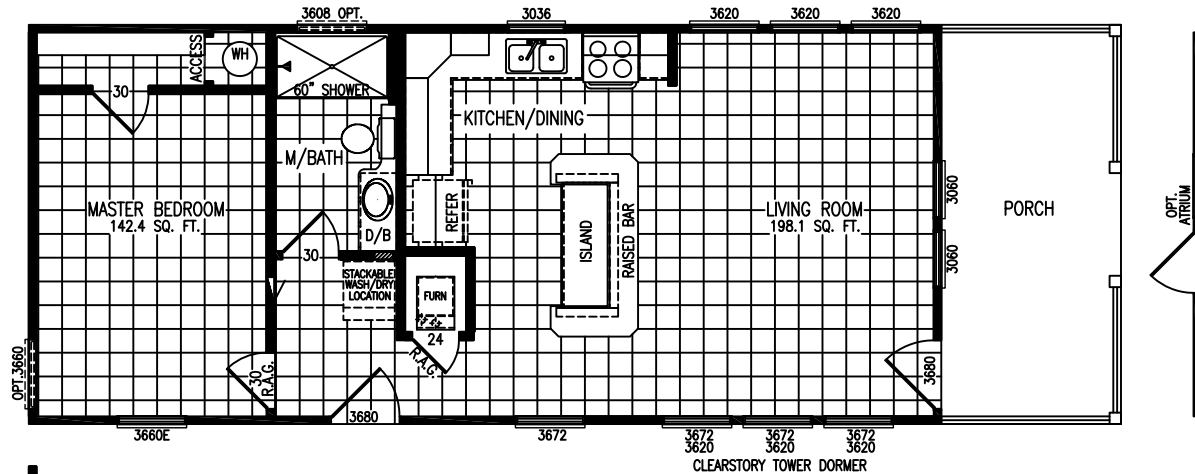 3608 OPT.
3036
3620
3620
3620
ACCESS
WH
30
60" SHOWER
KITCHEN/DINING
M/BATH
MASTER BEDROOM
142.4 SQ. FT.
D/B
REFER
ISLAND
RAISED BAR
LIVING ROOM
198.1 SQ. FT.
3060
3060
PORCH
OPT.
ATRIUM
30
STACKABLE
WASH/DRY
LOCATION
FURN
24
R.A.G.
OPT.3660
30
R.A.G.
3680
3680
3660E
3672
3672
3620
3672
3620
3672
3620
CLEARSTORY TOWER DORMER